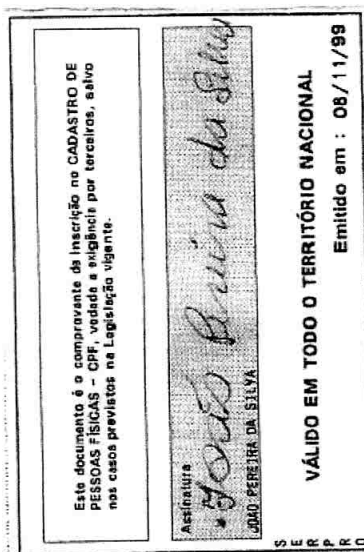 Este documento é o comprovante de inscrição no CADASTRO DE
PESSOAS FÍSICAS – CPF, vedada a exigência por terceiros, salvo
nos casos previstos na Legislação vigente.
Assinatura
João Pereira da Silva
JOAO PEREIRA DA SILVA
VÁLIDO EM TODO O TERRITÓRIO NACIONAL
Emitido em : 08/11/99
SERPRO